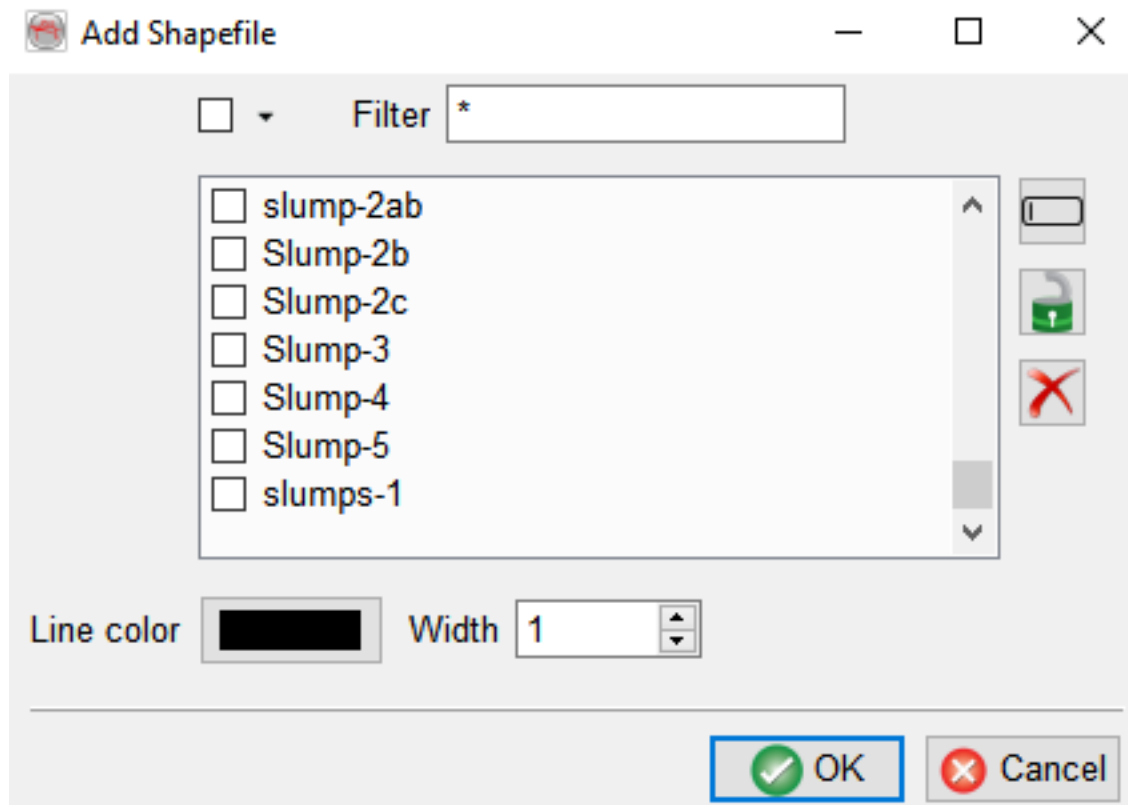 Add Shapefile
Filter *
slump-2ab
Slump-2b
Slump-2c
Slump-3
Slump-4
Slump-5
slumps-1
Line color Width 1
OK Cancel